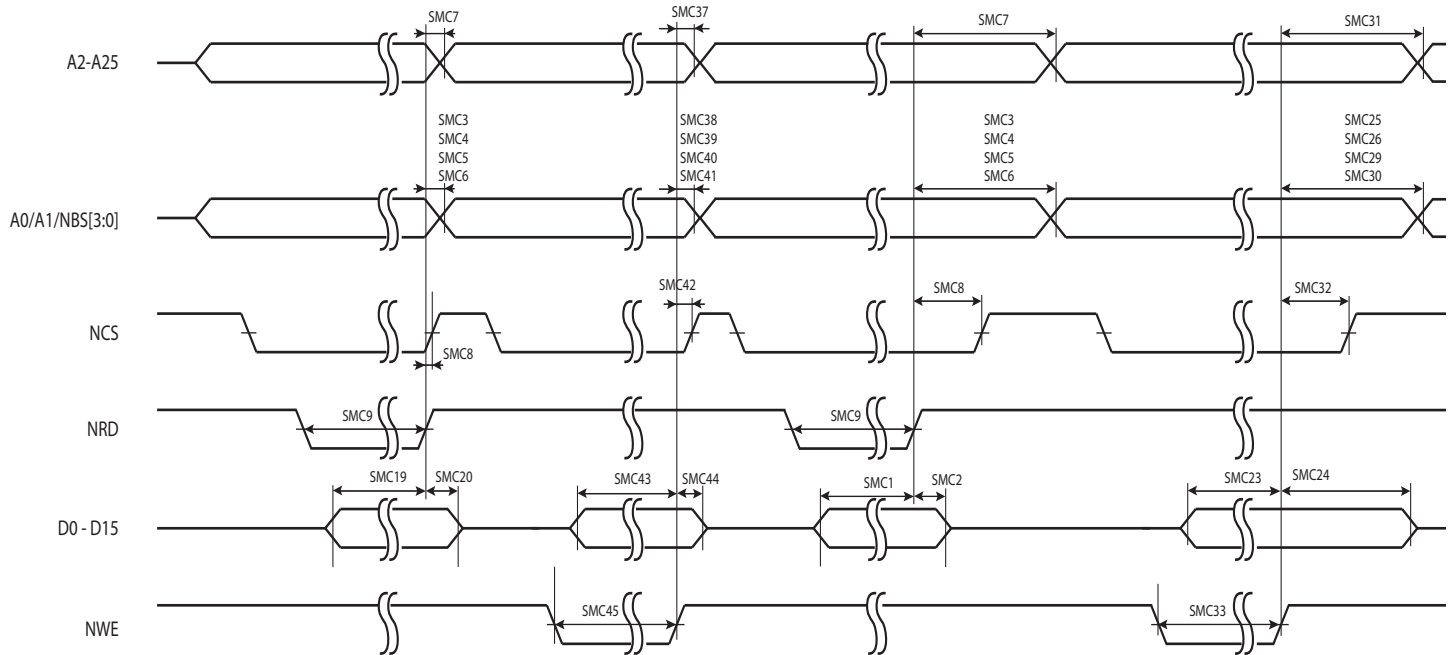 SMC7
SMC37
SMC7
SMC31
A2-A25
SMC3
SMC4
SMC5
SMC6
SMC38
SMC39
SMC40
SMC41
SMC3
SMC4
SMC5
SMC6
SMC25
SMC26
SMC29
SMC30
A0/A1/NBS[3:0]
SMC42
SMC8
SMC32
NCS
SMC8
SMC9
SMC9
NRD
SMC19
SMC20
SMC43
SMC44
SMC1
SMC2
SMC23
SMC24
D0 - D15
SMC45
SMC33
NWE